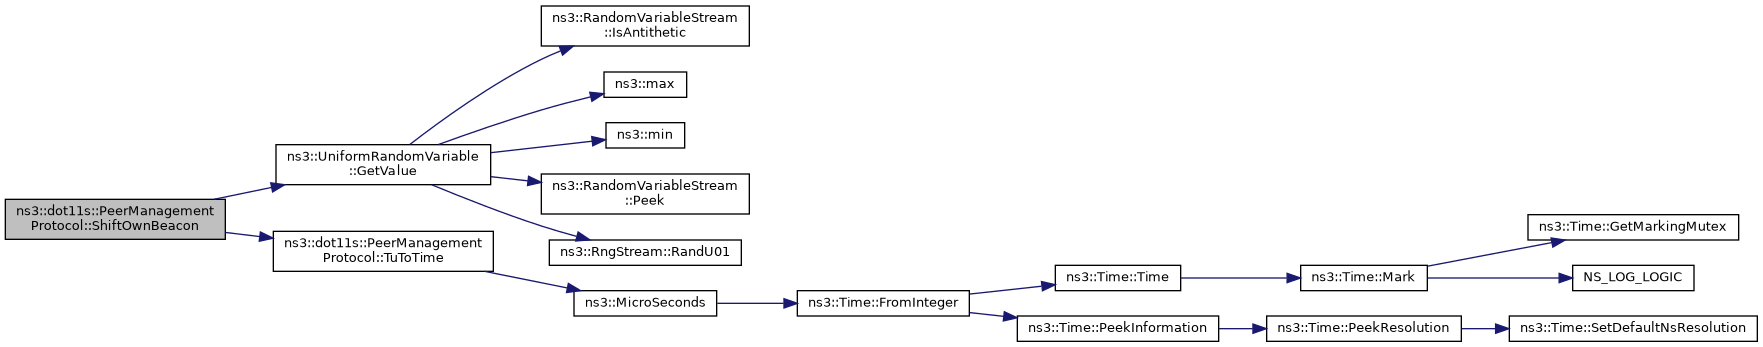 ns3::RandomVariableStream
::IsAntithetic
ns3::max
ns3::min
ns3::UniformRandomVariable
::GetValue
ns3::RandomVariableStream
::Peek
ns3::dot11s::PeerManagement
Protocol::ShiftOwnBeacon
ns3::Time::GetMarkingMutex
ns3::dot11s::PeerManagement
Protocol::TuToTime
ns3::RngStream::RandU01
ns3::Time::Time
ns3::Time::Mark
NS_LOG_LOGIC
ns3::MicroSeconds
ns3::Time::FromInteger
ns3::Time::PeekInformation
ns3::Time::PeekResolution
ns3::Time::SetDefaultNsResolution